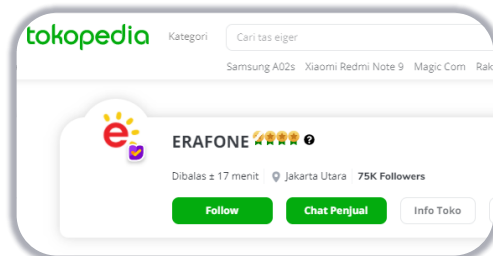 tokopedia Kategori Cari tas eiger
Samsung A02s Xiaomi Redmi Note 9 Magic Com Rak
e
ERAFONE
Dibalas ± 17 menit Jakarta Utara 75K Followers
Follow Chat Penjual Info Toko